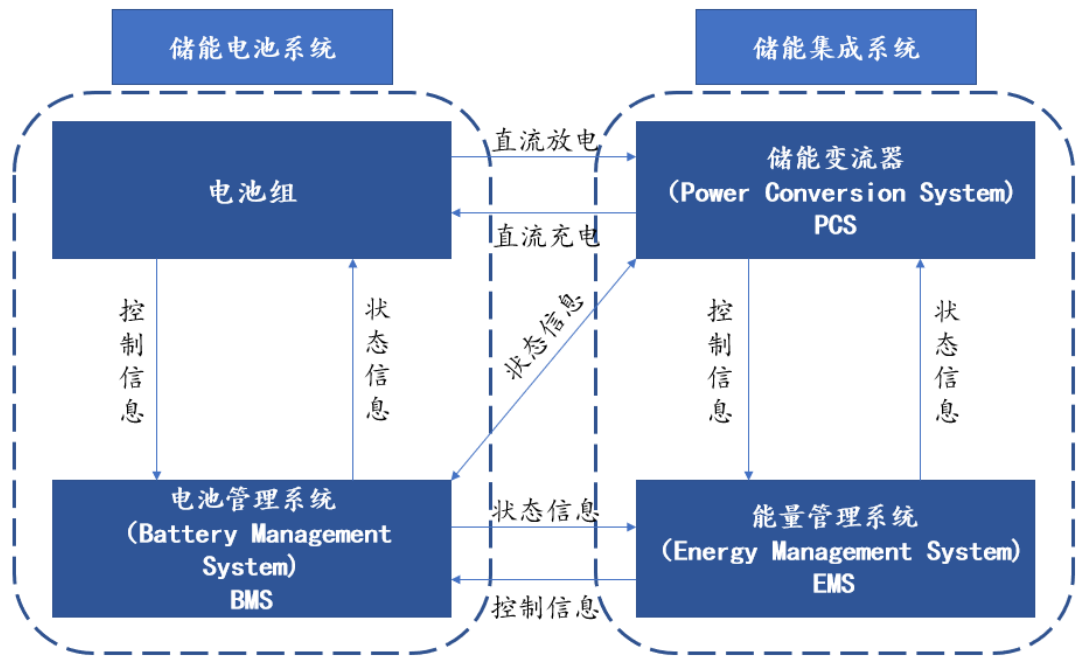 储能电池系统
储能集成系统
电池组
直流放电
直流充电
储能变流器
（Power Conversion System)
PCS
控制信息
状态信息
状态信息
控制信息
状态信息
电池管理系统
（Battery Management
System)
BMS
状态信息
控制信息
能量管理系统
（Energy Management System)
EMS